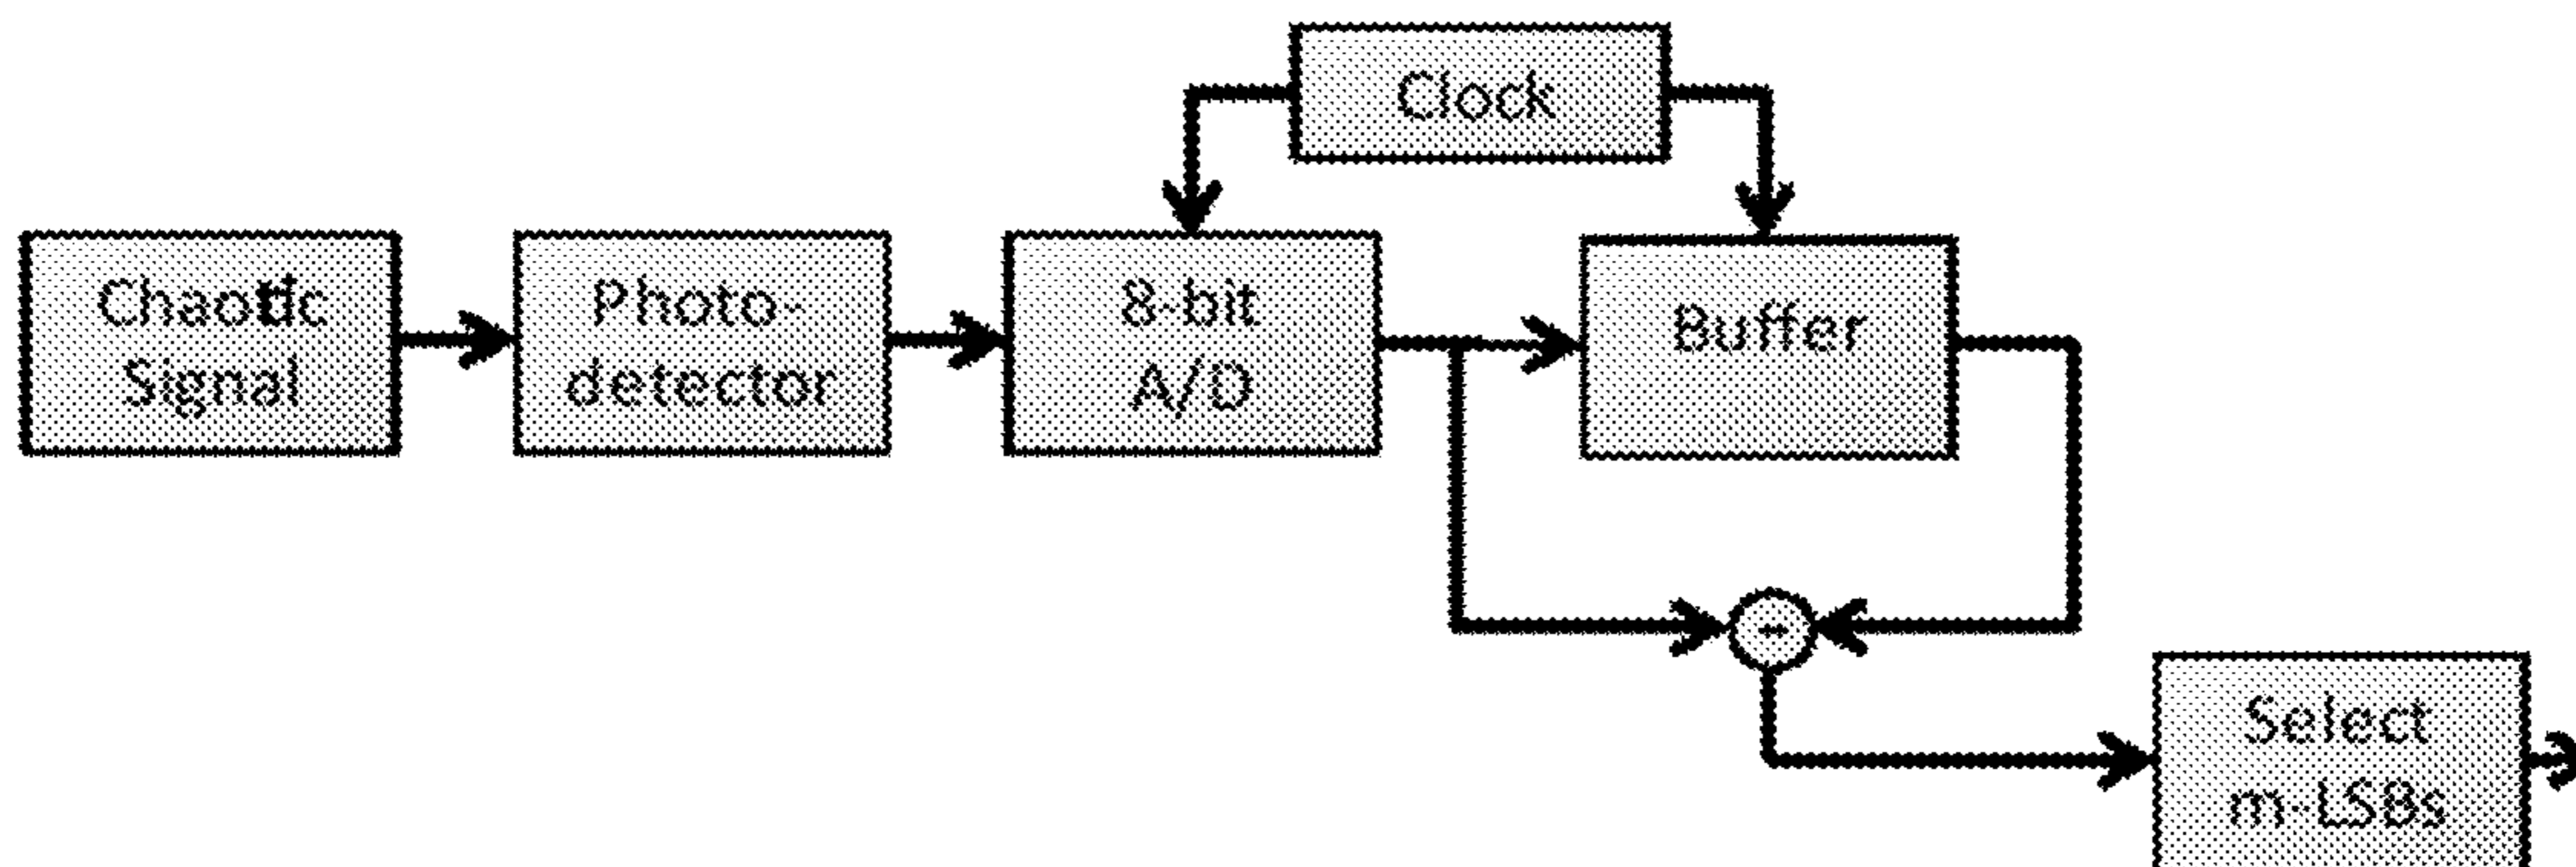 Clock
Chaotic
Signal
Photo-
detector
8-bit
A/D
Buffer
-
Select
m-LSBs